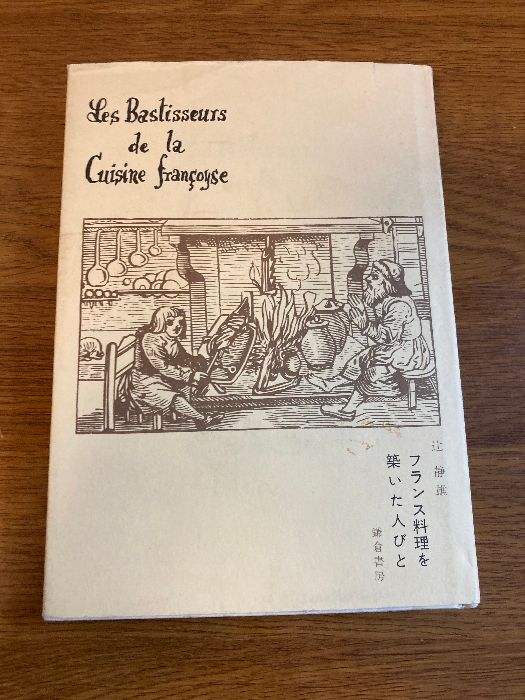 Les Bastisseurs
de la
Cuisine françoyse
辻 静雄
フランス料理を
築いた人びと
鎌倉書房